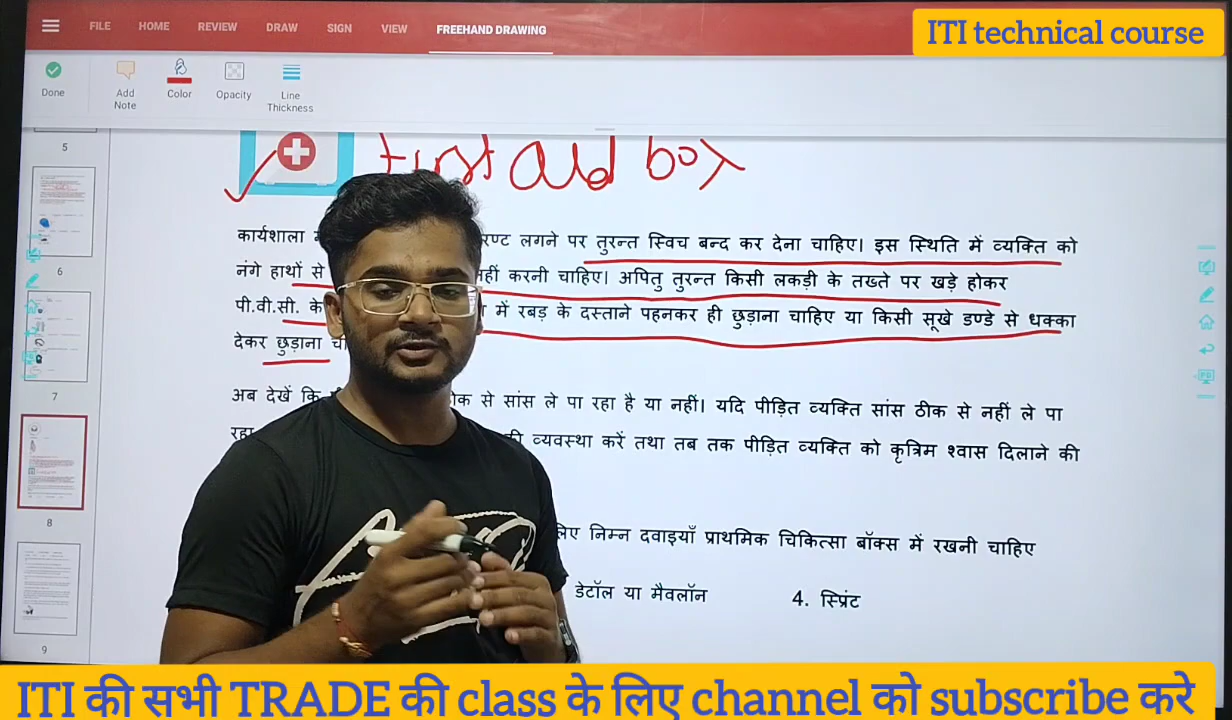 FILE HOME REVIEW DRAW SIGN VIEW FREEHAND DRAWING
ITI technical course
Done Add Note Color Opacity Line Thickness
5
First aid box
कार्यशाला रण्ट लगने पर तुरन्त स्विच बन्द कर देना चाहिए। इस स्थिति में व्यक्ति को
6
नंगे हाथों से नहीं करनी चाहिए। अपितु तुरन्त किसी लकड़ी के तख्ते पर खड़े होकर
पी.वी.सी. के में रबड़ के दस्ताने पहनकर ही छुड़ाना चाहिए या किसी सूखे डण्डे से धक्का
देकर छुड़ाना
7
अब देखें कि ठीक से सांस ले पा रहा है या नहीं। यदि पीड़ित व्यक्ति सांस ठीक से नहीं ले पा
की व्यवस्था करें तथा तब तक पीड़ित व्यक्ति को कृत्रिम श्वास दिलाने की
8
लिए निम्न दवाइयाँ प्राथमिक चिकित्सा बॉक्स में रखनी चाहिए
डेटॉल या मैवलॉन 4. स्प्रिंट
9
ITI की सभी TRADE की class के लिए channel को subscribe करे